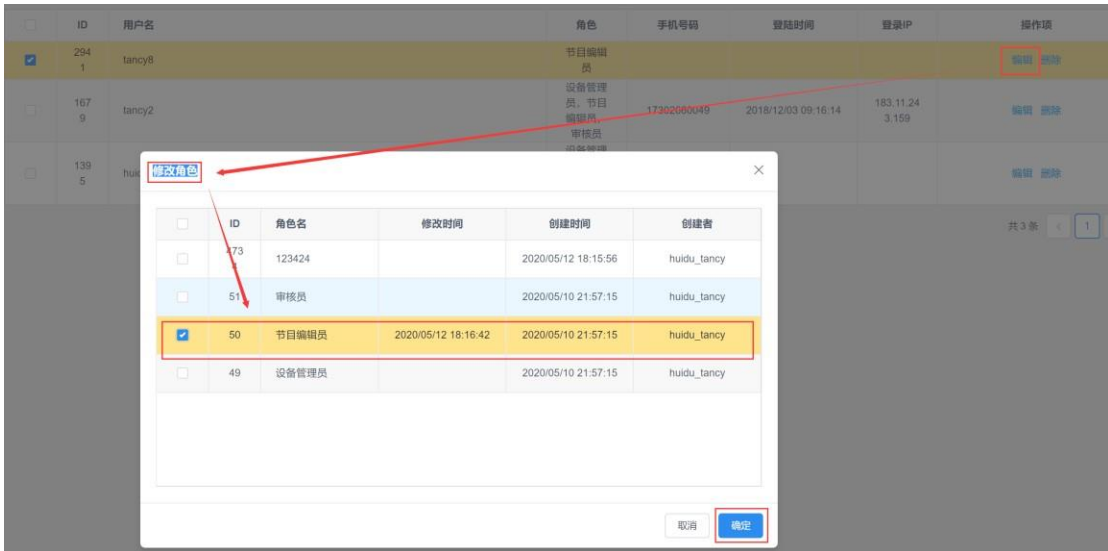 ID 用户名 角色 手机号码 登陆时间 登录IP 操作项
294
1
tancy8
节目编辑
员
编辑 删除
167
9
tancy2
设备管理
员，节目
编辑员，
审核员
17302080049
2018/12/03 09:16:14
183.11.24
3.159
编辑 删除
139
5
设备管理
编辑 删除
共3条 < 1
修改角色 ×
ID 角色名 修改时间 创建时间 创建者
123424 2020/05/12 18:15:56 huidu_tancy
51 审核员 2020/05/10 21:57:15 huidu_tancy
50 节目编辑员 2020/05/12 18:16:42 2020/05/10 21:57:15 huidu_tancy
49 设备管理员 2020/05/10 21:57:15 huidu_tancy
取消 确定